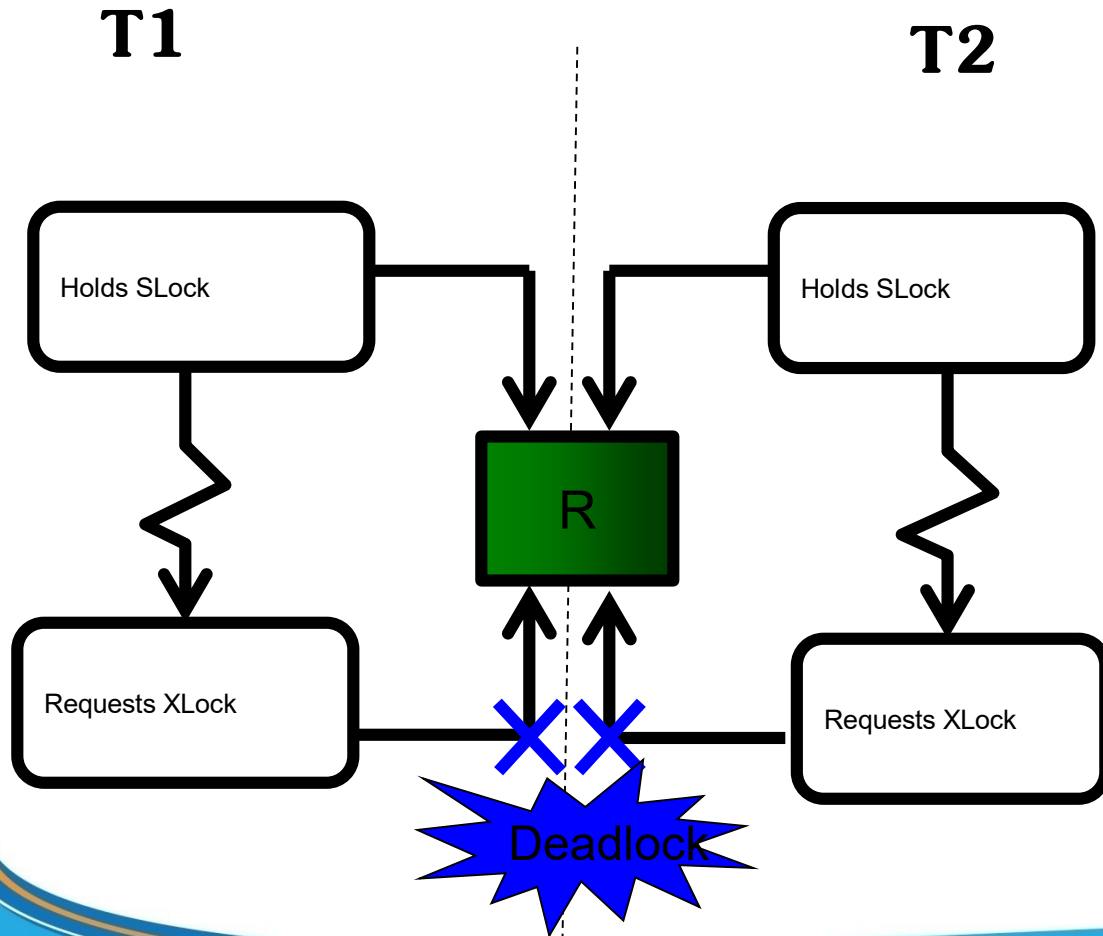 T1
T2
Holds SLock
Holds SLock
R
Requests XLock
Requests XLock
Deadlock